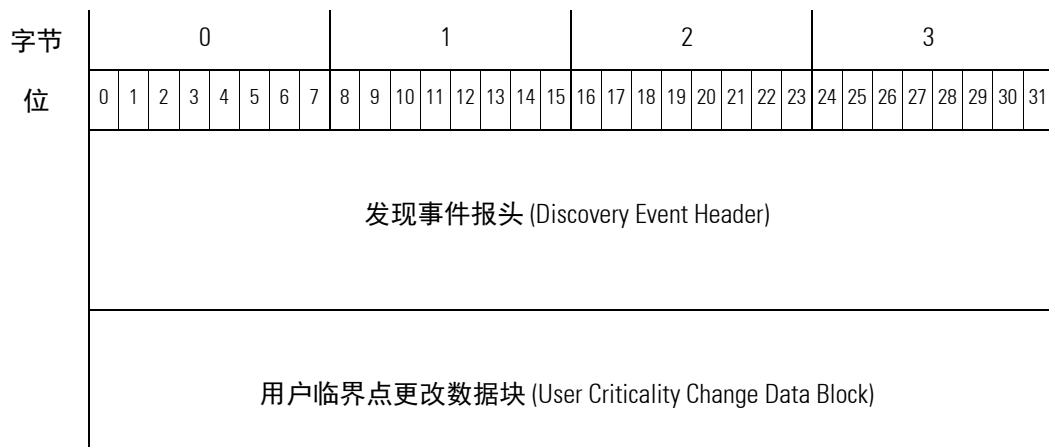 字节 0 1 2 3
位 0 1 2 3 4 5 6 7 8 9 10 11 12 13 14 15 16 17 18 19 20 21 22 23 24 25 26 27 28 29 30 31
发现事件报头 (Discovery Event Header)
用户临界点更改数据块 (User Criticality Change Data Block)